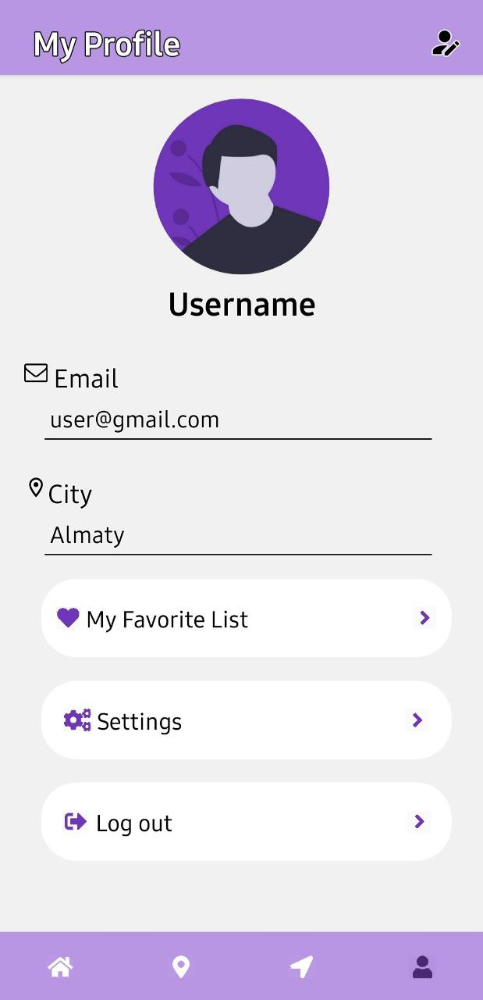 My Profile
Username
Email
user@gmail.com
City
Almaty
My Favorite List
Settings
Log out